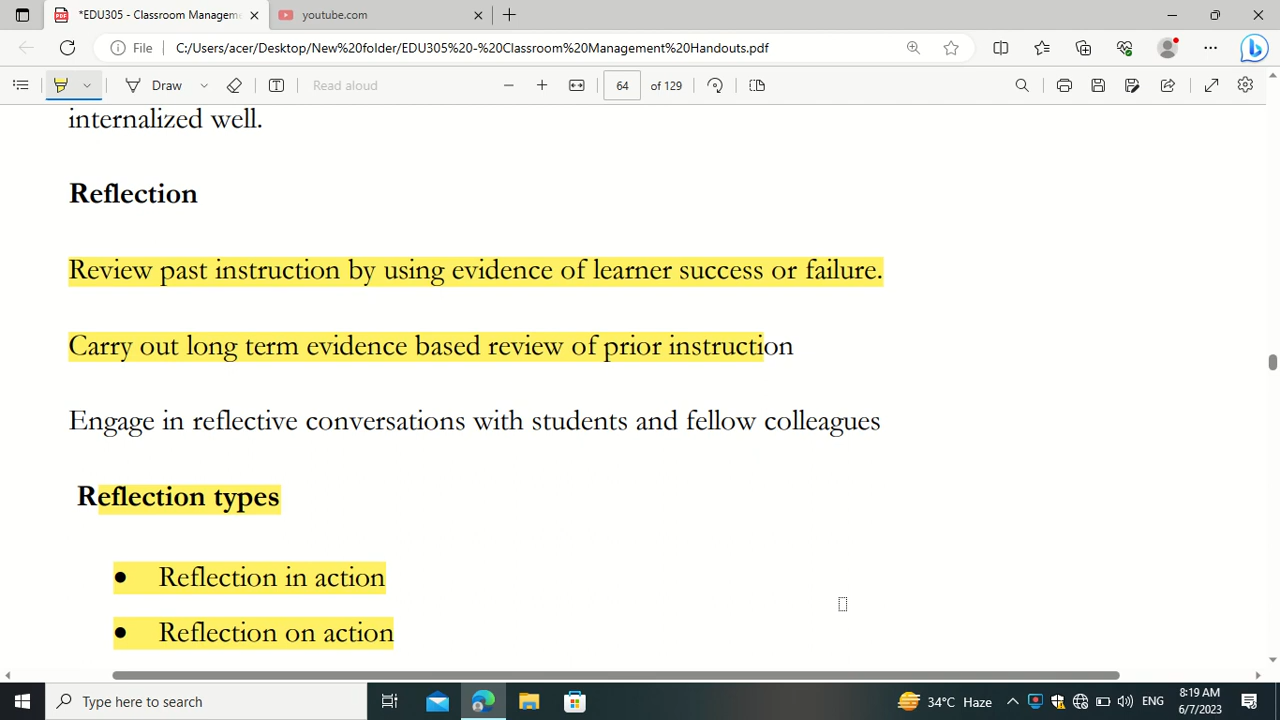 *EDU305 - Classroom Managem
youtube.com
File
C:/Users/acer/Desktop/New%20folder/EDU305%20-%20Classroom%20Management%20Handouts.pdf
Draw
Read aloud
64
of 129
internalized well.
Reflection
Review past instruction by using evidence of learner success or failure.
Carry out long term evidence based review of prior instruction
Engage in reflective conversations with students and fellow colleagues
Reflection types
• Reflection in action
• Reflection on action
Type here to search
34°C Haze
ENG
8:19 AM
6/7/2023